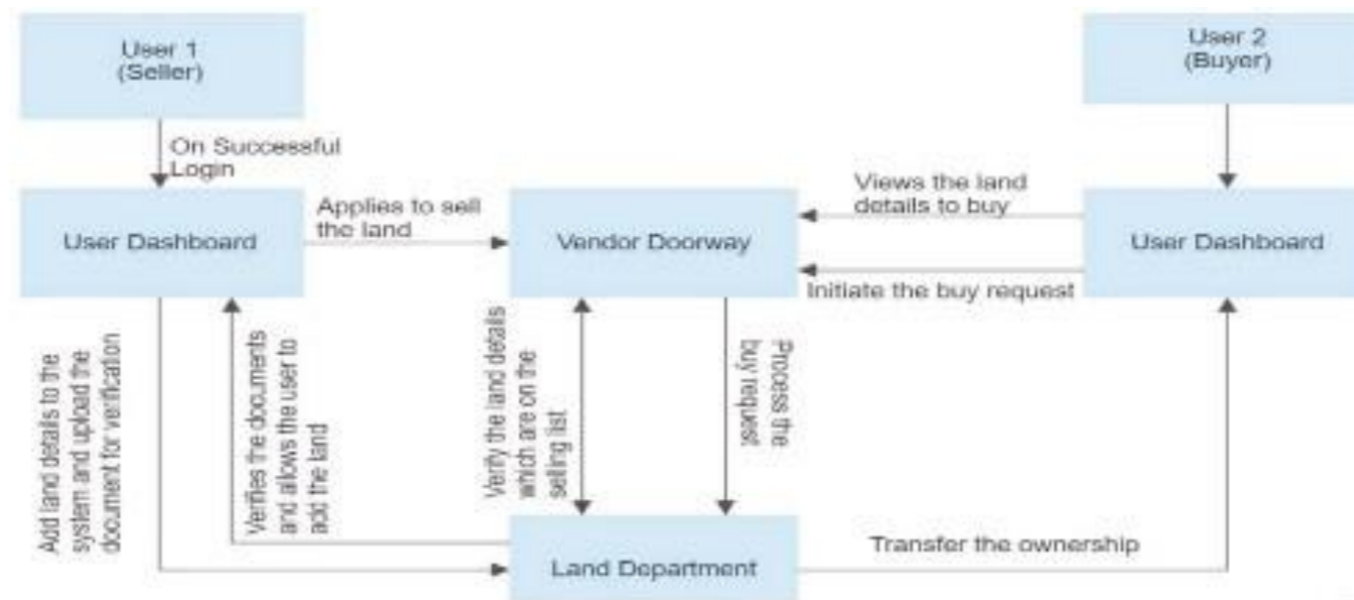 User 1
(Seller)
User 2
(Buyer)
On Successful
Login
User Dashboard
Applies to sell
the land
Vendor Doorway
Views the land
details to buy
Initiate the buy request
User Dashboard
Add land details to the
system and upload the
document for verification
Verifies the documents
and allows the user to
add the land
Verify the land details
which are on the
selling list
Process the
buy request
Land Department
Transfer the ownership